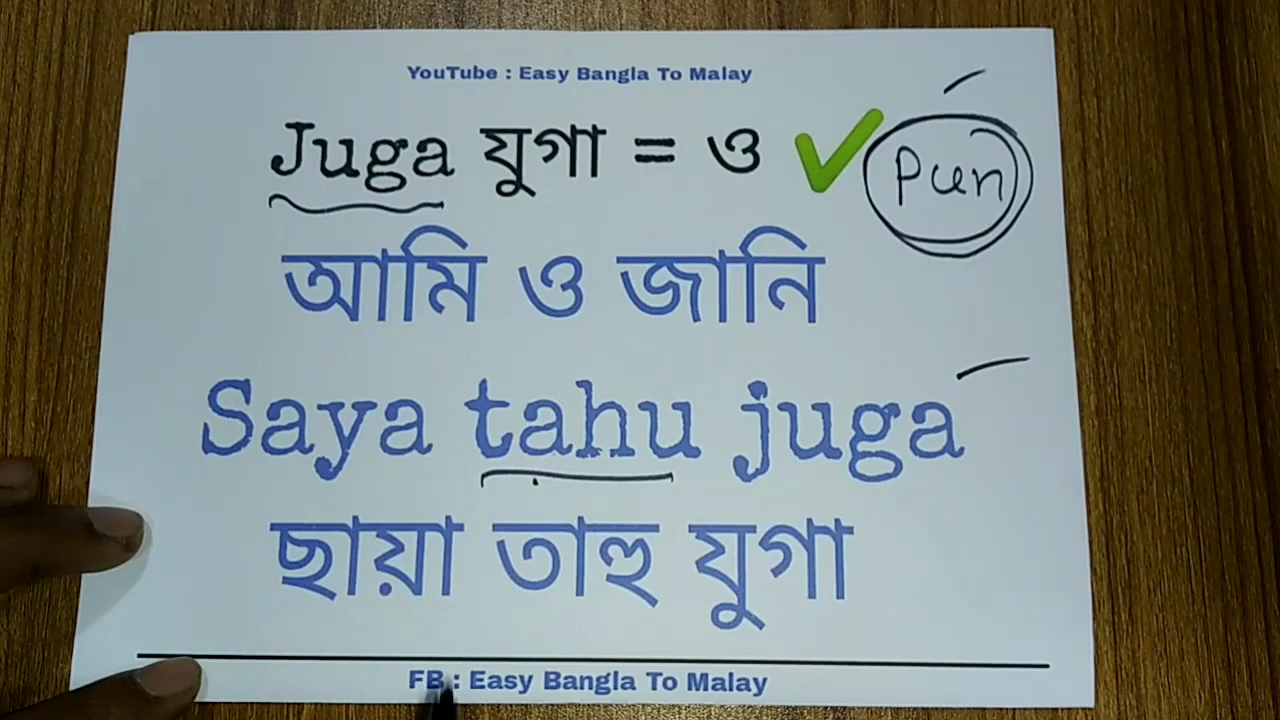 YouTube : Easy Bangla To Malay
Juga যুগা = ও ✔ Pun
আমি ও জানি
Saya tahu juga
ছায়া তাহু যুগা
FB : Easy Bangla To Malay